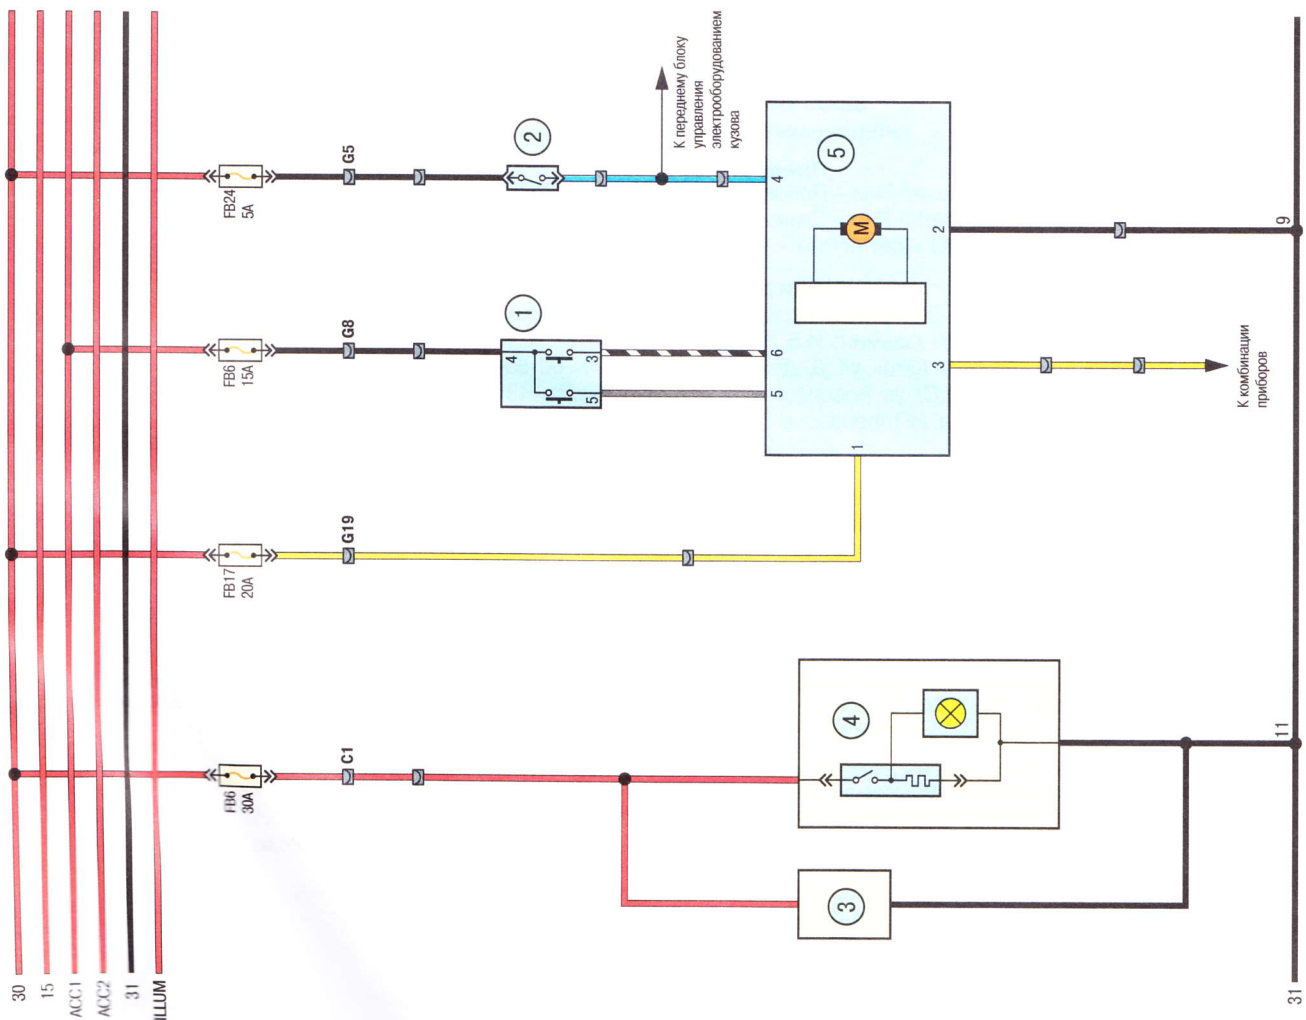 30
15
ACC1
ACC2
31
ILLUM
FB6
30A
C1
FB17
20A
G19
FB6
15A
G8
FB24
5A
G5
3
4
1
4
3
5
2
К переднему блоку
управления
электрооборудованием
кузова
5
M
4
6
5
1
2
3
К комбинации
приборов
11
9
31